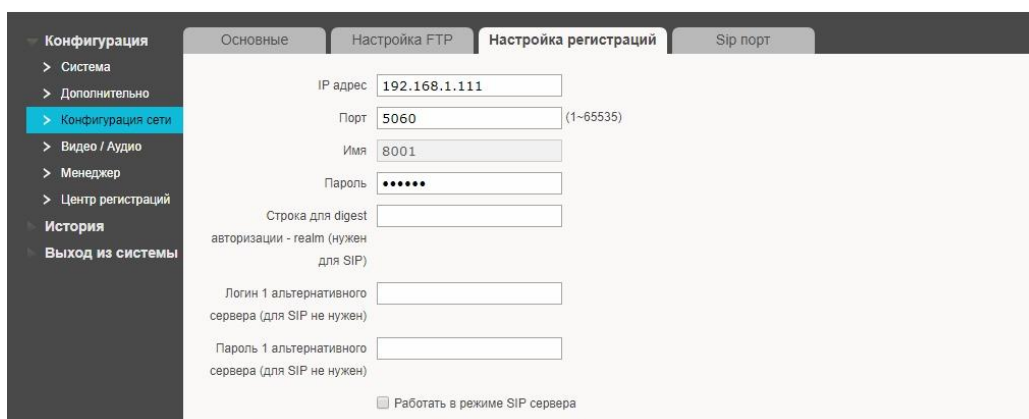 Конфигурация
> Система
> Дополнительно
> Конфигурация сети
> Видео / Аудио
> Менеджер
> Центр регистраций
История
Выход из системы
Основные
Настройка FTP
Настройка регистраций
Sip порт
IP адрес 192.168.1.111
Порт 5060 (1~65535)
Имя 8001
Пароль ••••••
Строка для digest
авторизации - realm (нужен
для SIP)
Логин 1 альтернативного
сервера (для SIP не нужен)
Пароль 1 альтернативного
сервера (для SIP не нужен)
Работать в режиме SIP сервера